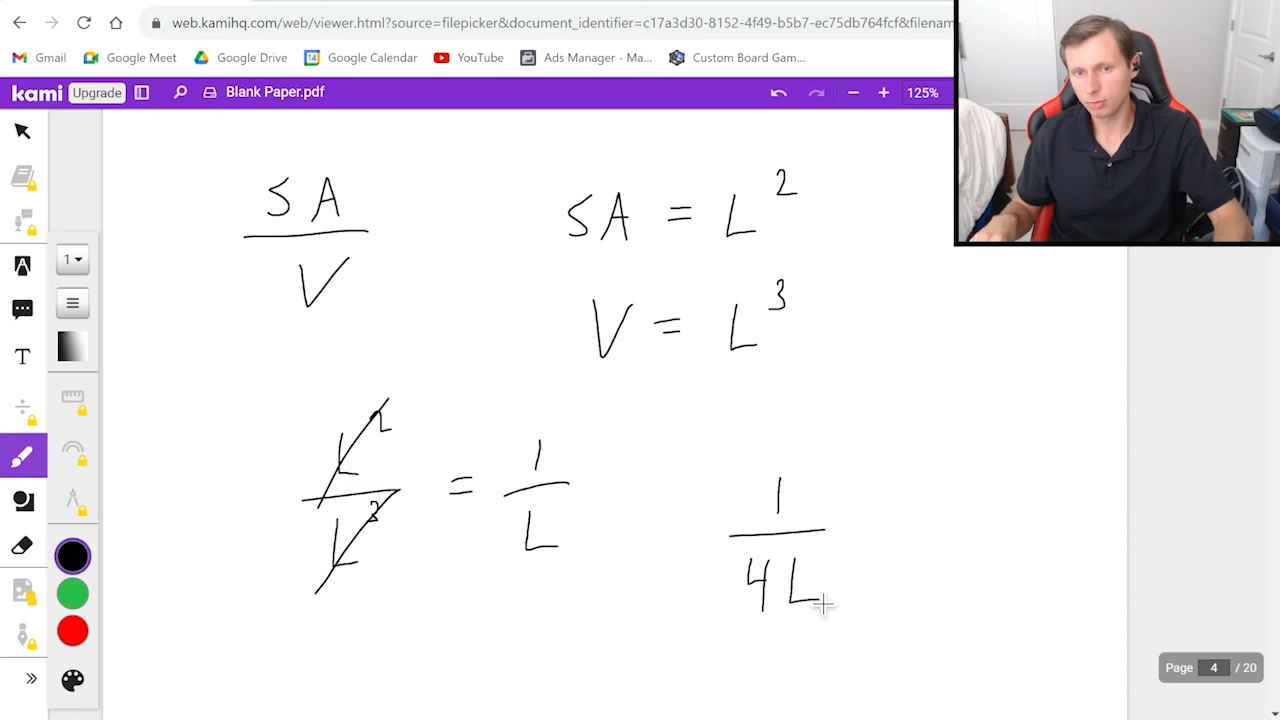 web.kamihq.com/web/viewer.html?source=filepicker&document_identifier=c17a3d30-8152-4f49-b5b7-ec75db764fcf&filenam
Gmail Google Meet Google Drive 14 Google Calendar YouTube Ads Manager - Ma... Custom Board Gam...
kami Upgrade Blank Paper.pdf 125%
1
T
SA
V
SA = L²
V = L³
L²
L³
= 1
L
1
4L
Page 4 / 20